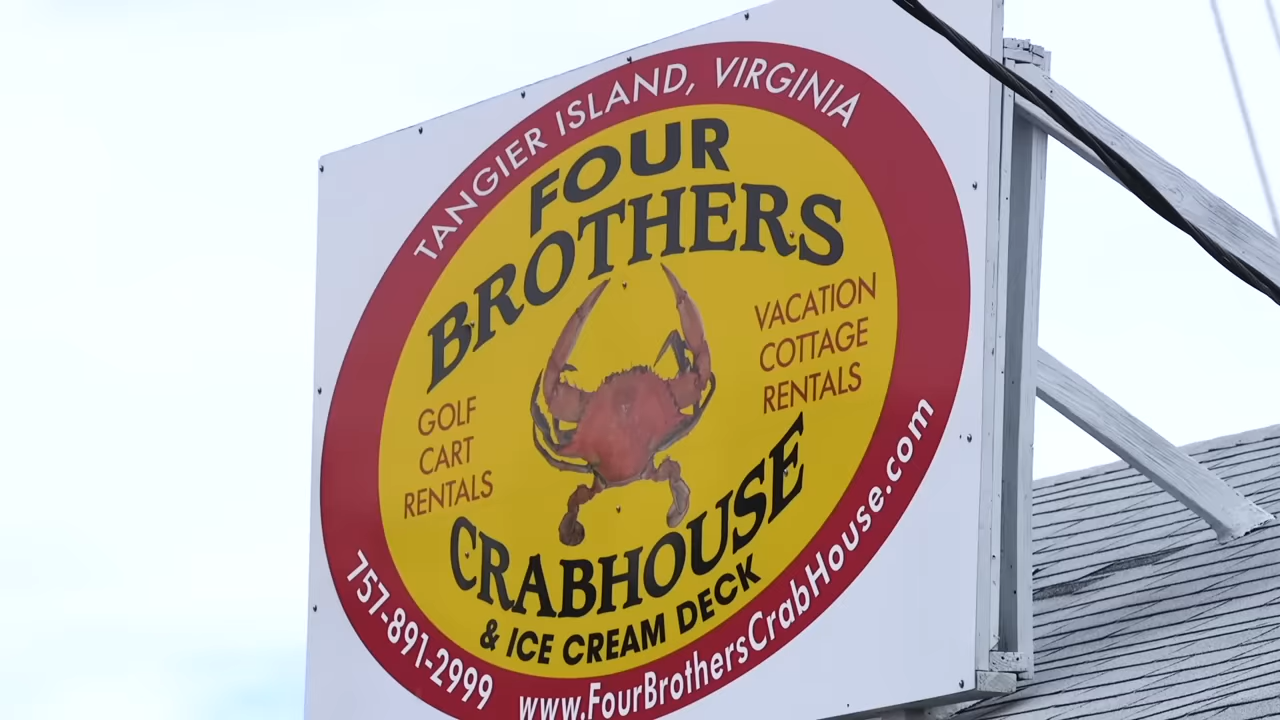 TANGIER ISLAND, VIRGINIA
FOUR
BROTHERS
GOLF
CART
RENTALS
VACATION
COTTAGE
RENTALS
CRABHOUSE
& ICE CREAM DECK
757-891-2999
www.FourBrothersCrabHouse.com